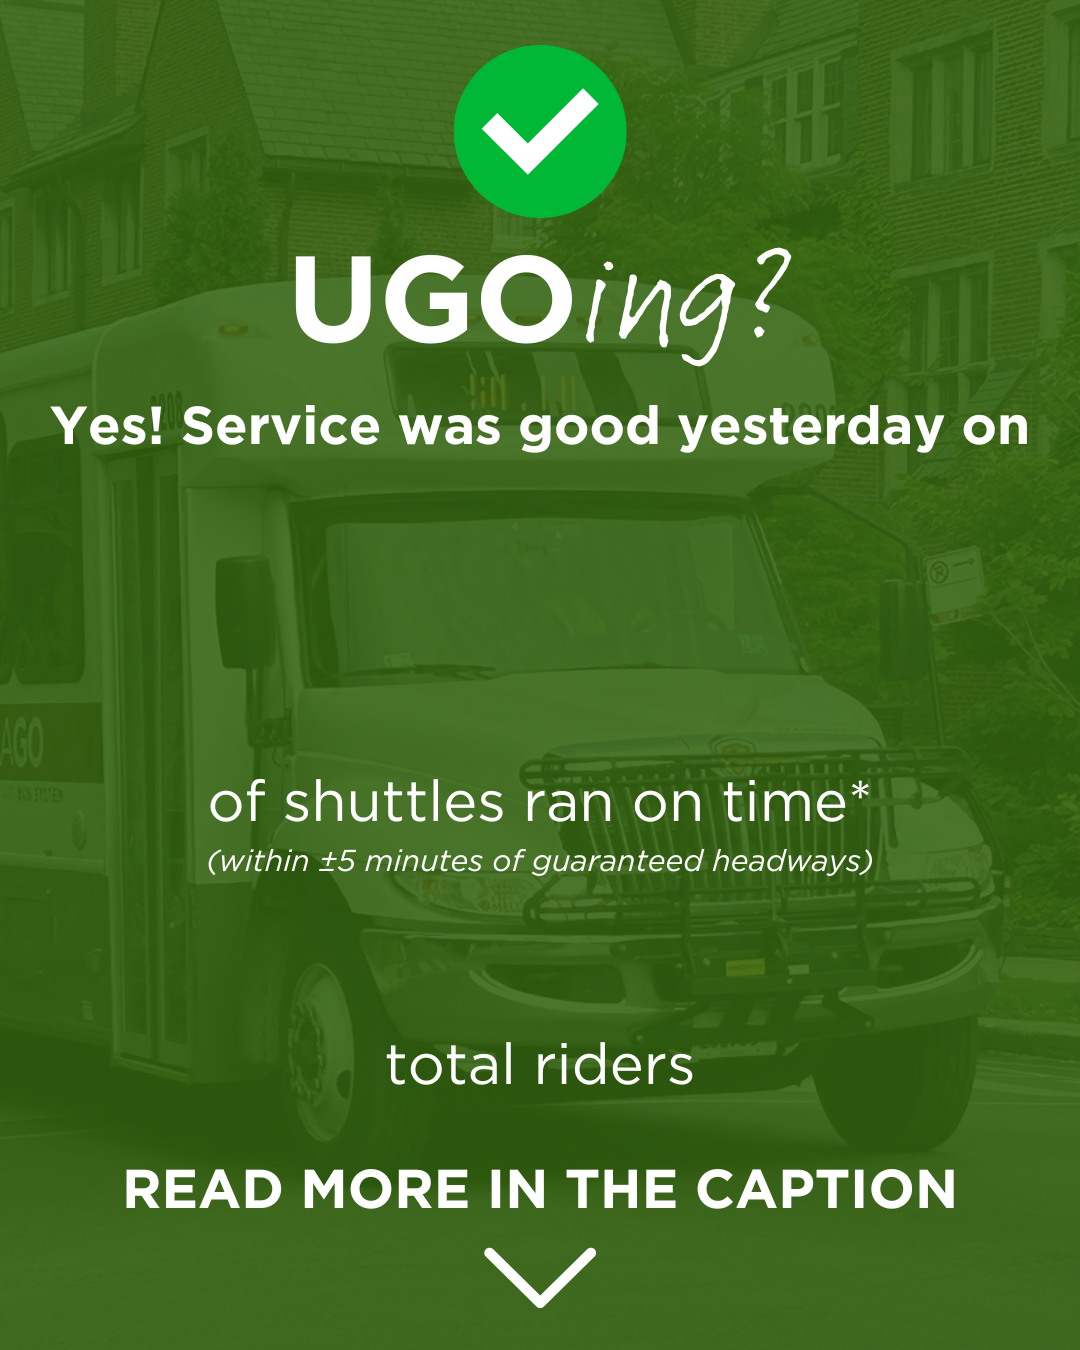 UGOing?
Yes! Service was good yesterday on
AGO
of shuttles ran on time*
(within ±5 minutes of guaranteed headways)
total riders
READ MORE IN THE CAPTION